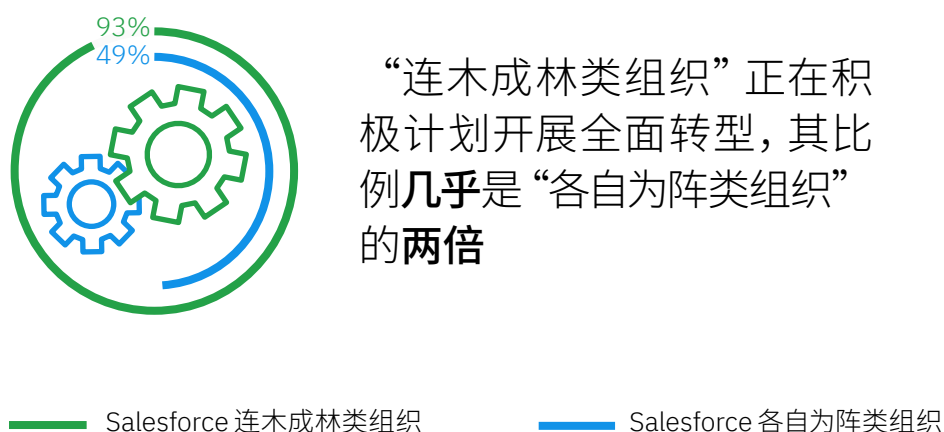 93%
49%
“连木成林类组织”正在积
极计划开展全面转型，其比
例几乎是“各自为阵类组织”
的两倍
Salesforce 连木成林类组织
Salesforce 各自为阵类组织